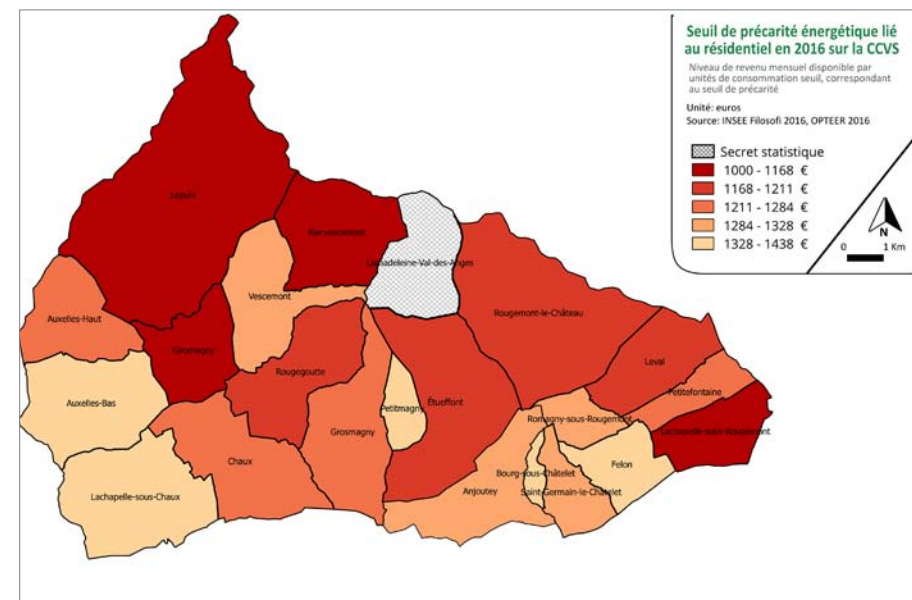 Seuil de précarité énergétique lié
au résidentiel en 2016 sur la CCVS
Niveau de revenu mensuel disponible par
unités de consommation seuil, correspondant
au seuil de précarité
Unité: euros
Source: INSEE Filosofi 2016, OPTEER 2016
Secret statistique
1000 - 1168 €
1168 - 1211 €
1211 - 1284 €
1284 - 1328 €
1328 - 1438 €
N
0 1 Km
Lepuix
Riervescemont
Lamadeleine-Val-des-Anges
Vescemont
Auxelles-Haut
Rougemont-le-Château
Giromagny
Leval
Rougegoutte
Petitefontaine
Auxelles-Bas
Petitmagny
Étueffont
Romagny-sous-Rougemont
Grosmagny
Lachapelle-sous-Rougemont
Chaux
Felon
Bourg-sous-Châtelet
Lachapelle-sous-Chaux
Anjoutey
Saint-Germain-le-Châtelet